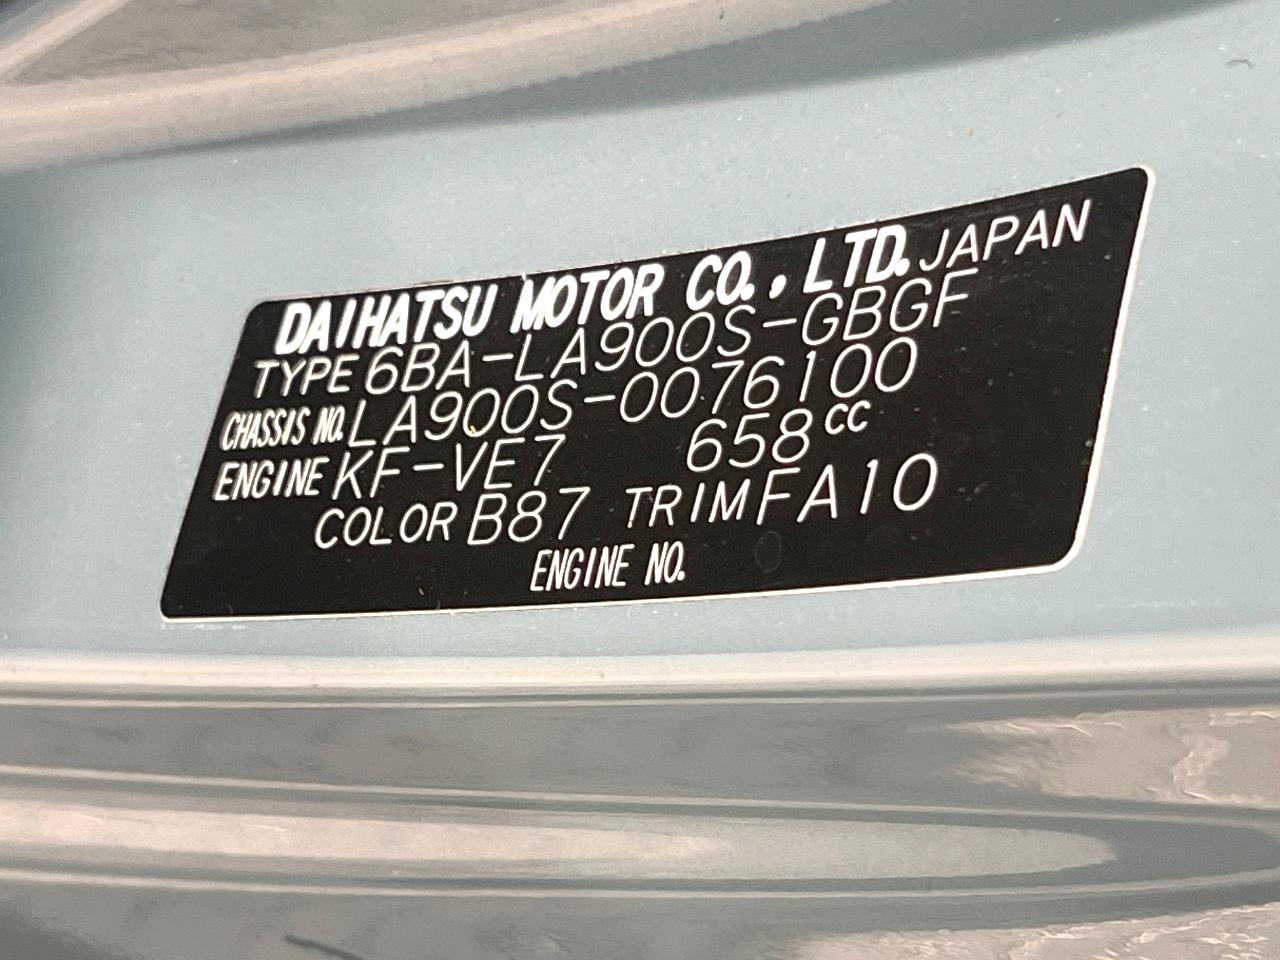 DAIHATSU MOTOR CO., LTD. JAPAN
TYPE 6BA-LA900S-GBGF
CHASSIS NO. LA900S-0076100
ENGINE KF-VE7 658cc
COLOR B87 TRIM FA10
ENGINE NO.